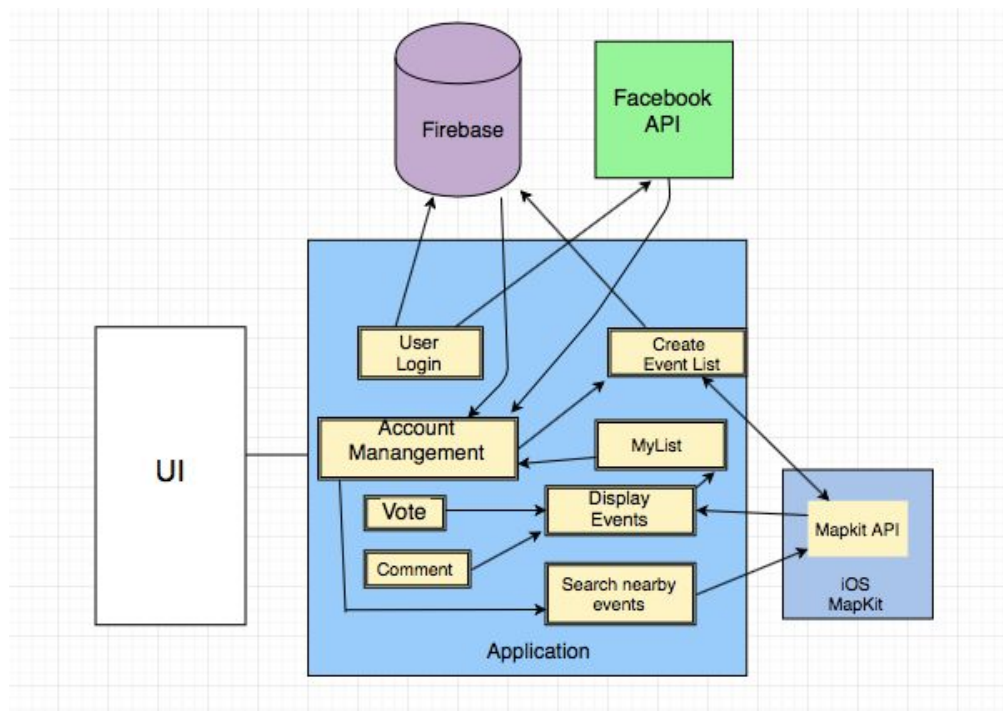 Firebase
Facebook
API
User
Login
Create
Event List
Account
Manangement
MyList
UI
Vote
Display
Events
Mapkit API
Comment
Search nearby
events
iOS
MapKit
Application